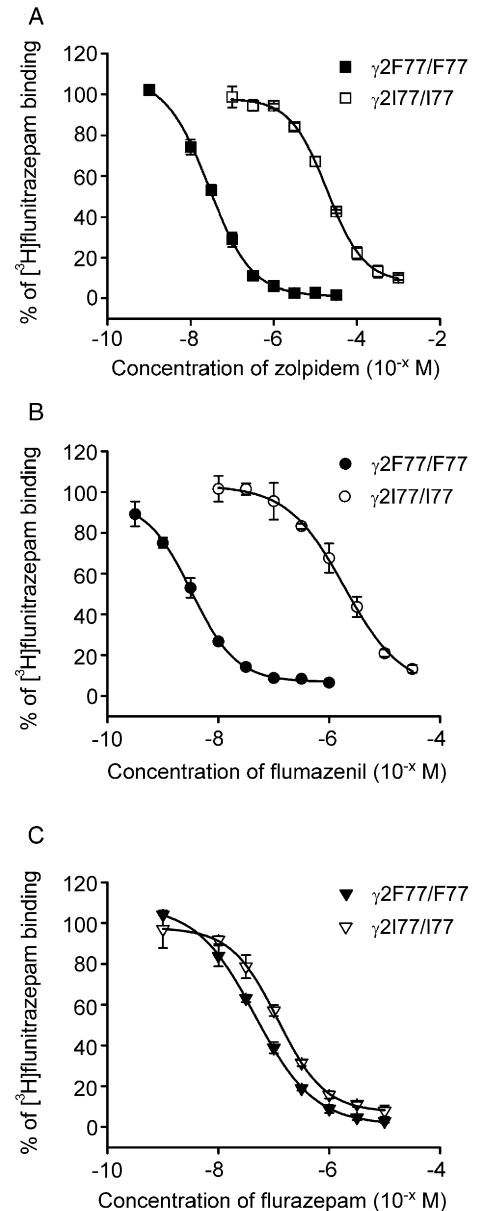 A
% of [³H]flunitrazepam binding
120
100
80
60
40
20
0
γ2F77/F77
γ2I77/I77
-10
-8
-6
-4
-2
Concentration of zolpidem (10⁻ˣ M)
B
% of [³H]flunitrazepam binding
120
100
80
60
40
20
0
γ2F77/F77
γ2I77/I77
-10
-8
-6
-4
Concentration of flumazenil (10⁻ˣ M)
C
% of [³H]flunitrazepam binding
120
100
80
60
40
20
0
γ2F77/F77
γ2I77/I77
-10
-8
-6
-4
Concentration of flurazepam (10⁻ˣ M)